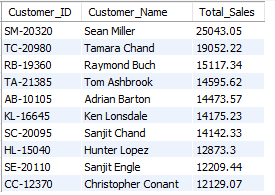 Customer_ID Customer_Name Total_Sales
SM-20320 Sean Miller 25043.05
TC-20980 Tamara Chand 19052.22
RB-19360 Raymond Buch 15117.34
TA-21385 Tom Ashbrook 14595.62
AB-10105 Adrian Barton 14473.57
KL-16645 Ken Lonsdale 14175.23
SC-20095 Sanjit Chand 14142.33
HL-15040 Hunter Lopez 12873.3
SE-20110 Sanjit Engle 12209.44
CC-12370 Christopher Conant 12129.07